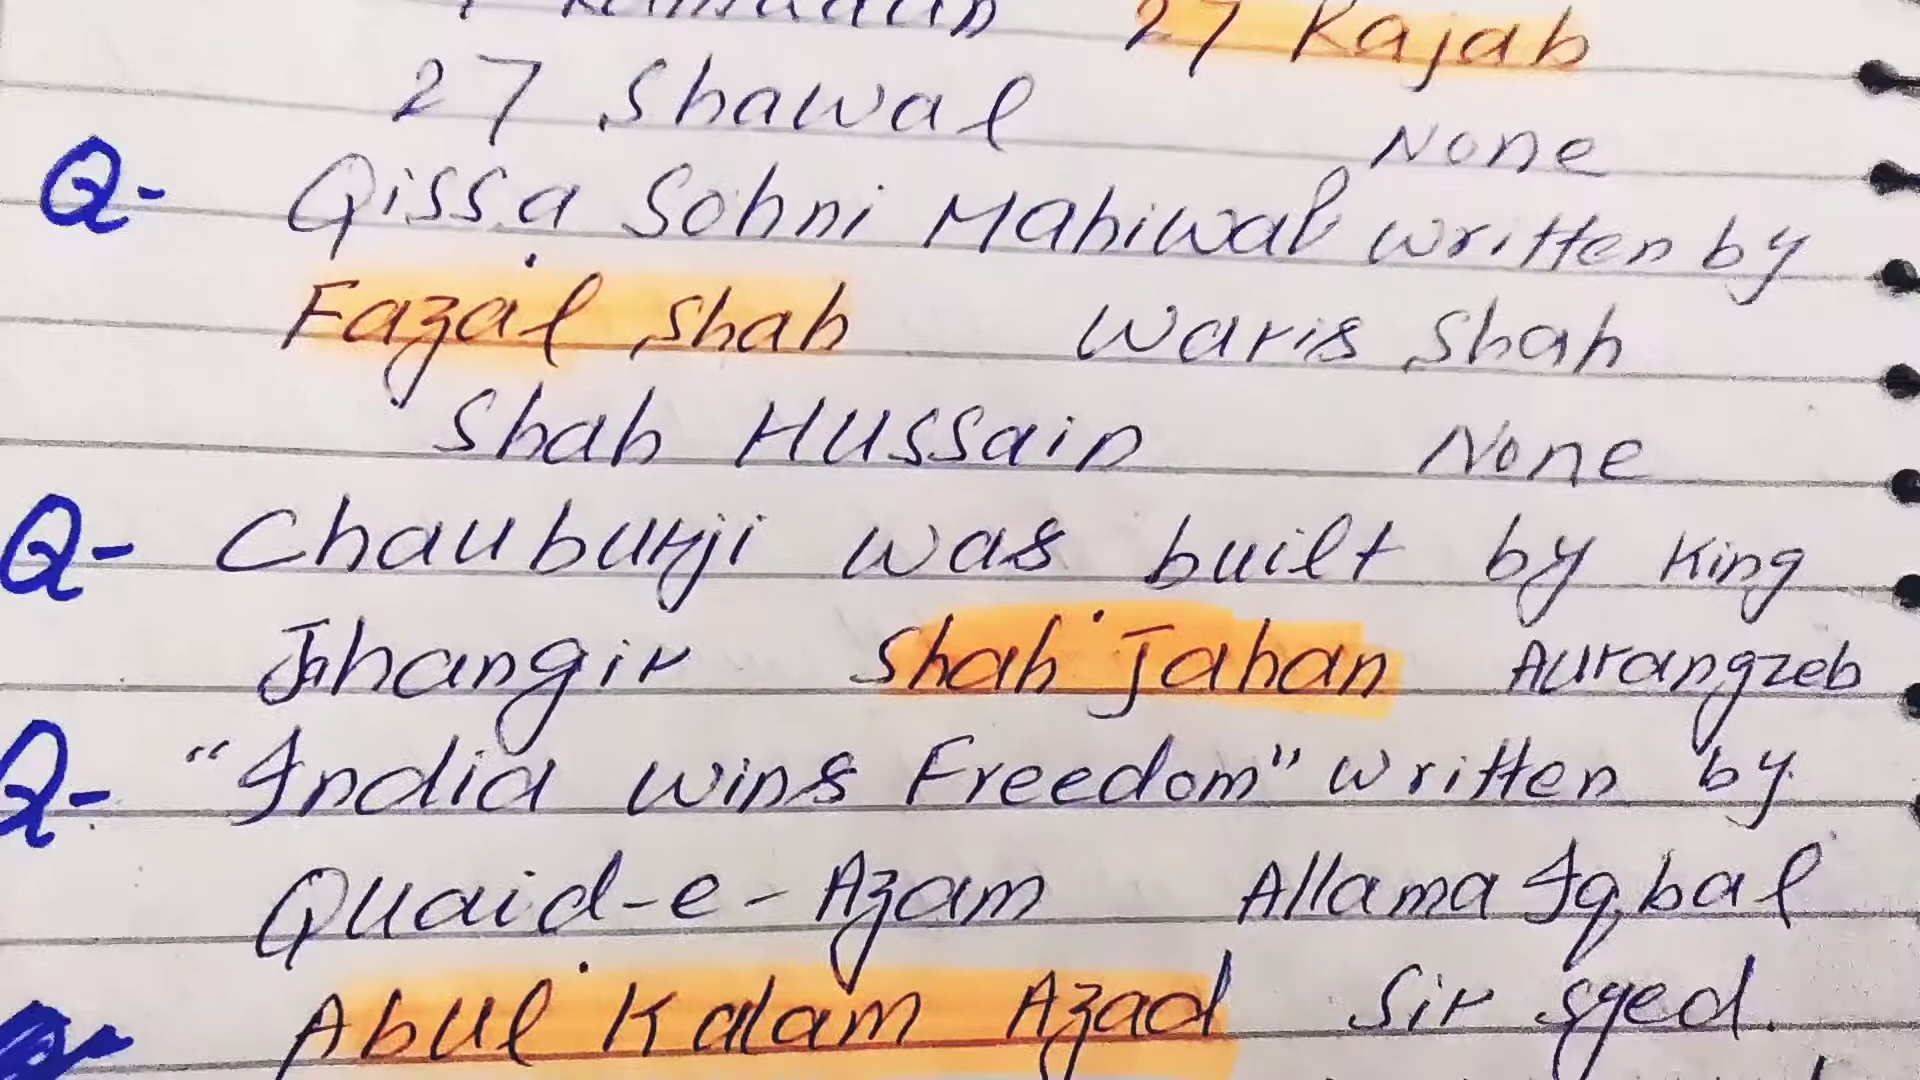 27 Rajab
27 Shawal None
Q- Qissa Sohni Mahiwal written by
Fazal Shah Waris Shah
Shah Hussain None
Q- Chauburji was built by King
Jhangir Shah Jahan Aurangzeb
Q- "India wins Freedom" written by
Quaid-e-Azam Allama Iqbal
Abul Kalam Azad Sir Syed.